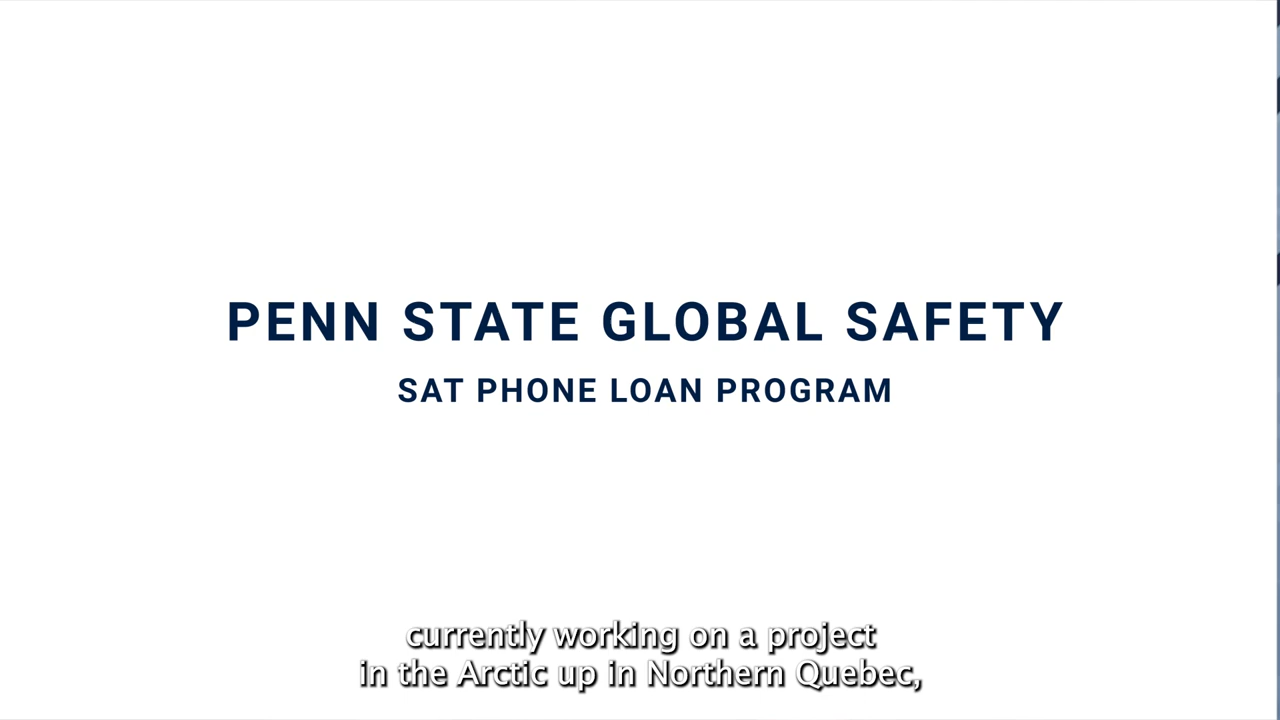 PENN STATE GLOBAL SAFETY
SAT PHONE LOAN PROGRAM
currently working on a project
in the Arctic up in Northern Quebec,